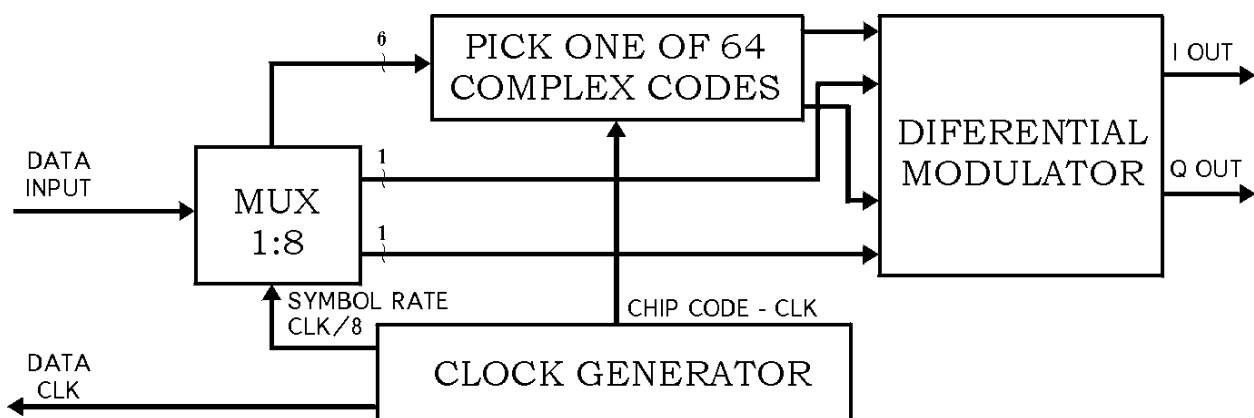 6
PICK ONE OF 64
COMPLEX CODES
I OUT
DATA
INPUT
MUX
1:8
1
1
DIFERENTIAL
MODULATOR
Q OUT
SYMBOL RATE
CLK/8
CHIP CODE - CLK
DATA
CLK
CLOCK GENERATOR